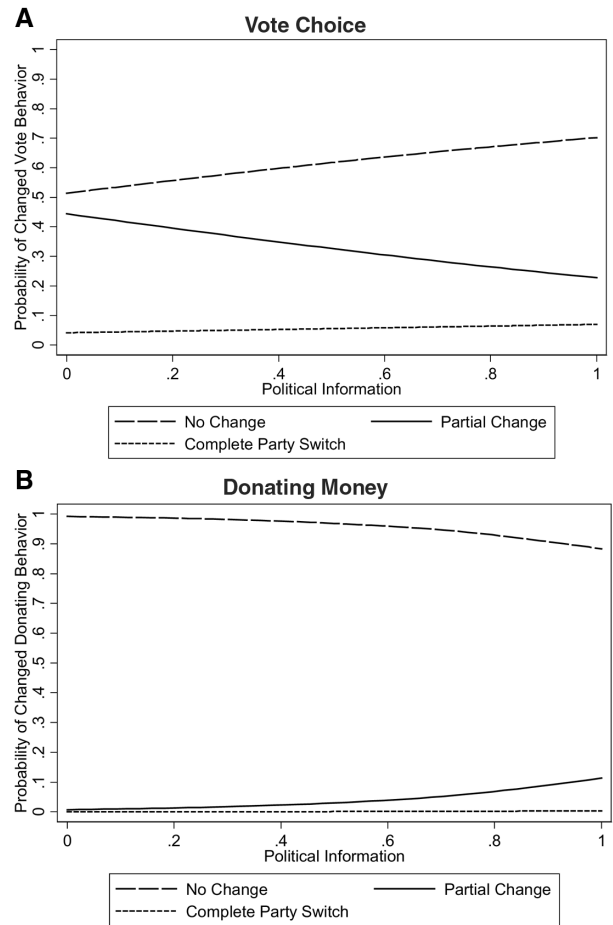 A
Vote Choice
Probability of Changed Vote Behavior
1
.9
.8
.7
.6
.5
.4
.3
.2
.1
0
0 .2 .4 .6 .8 1
Political Information
No Change Partial Change
Complete Party Switch
B
Donating Money
Probability of Changed Donating Behavior
1
.9
.8
.7
.6
.5
.4
.3
.2
.1
0
0 .2 .4 .6 .8 1
Political Information
No Change Partial Change
Complete Party Switch